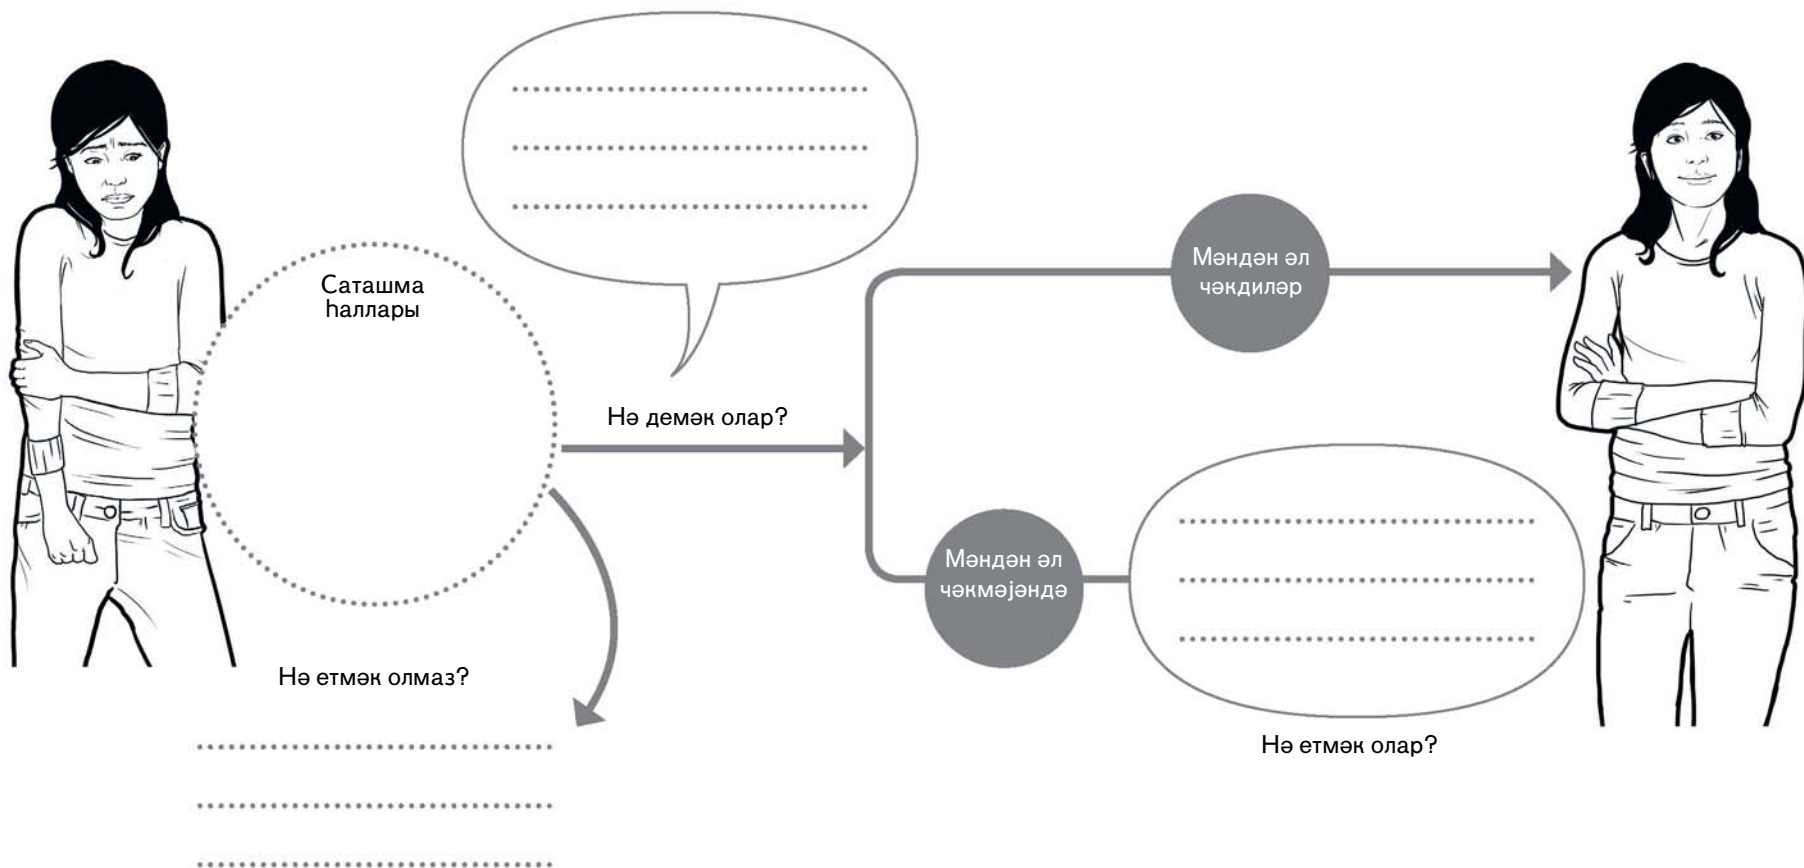 Саташма
һаллары
Нә демәк олар?
Мәндән әл
чәкдиләр
Мәндән әл
чәкмәјәндә
Нә етмәк олмаз?
Нә етмәк олар?